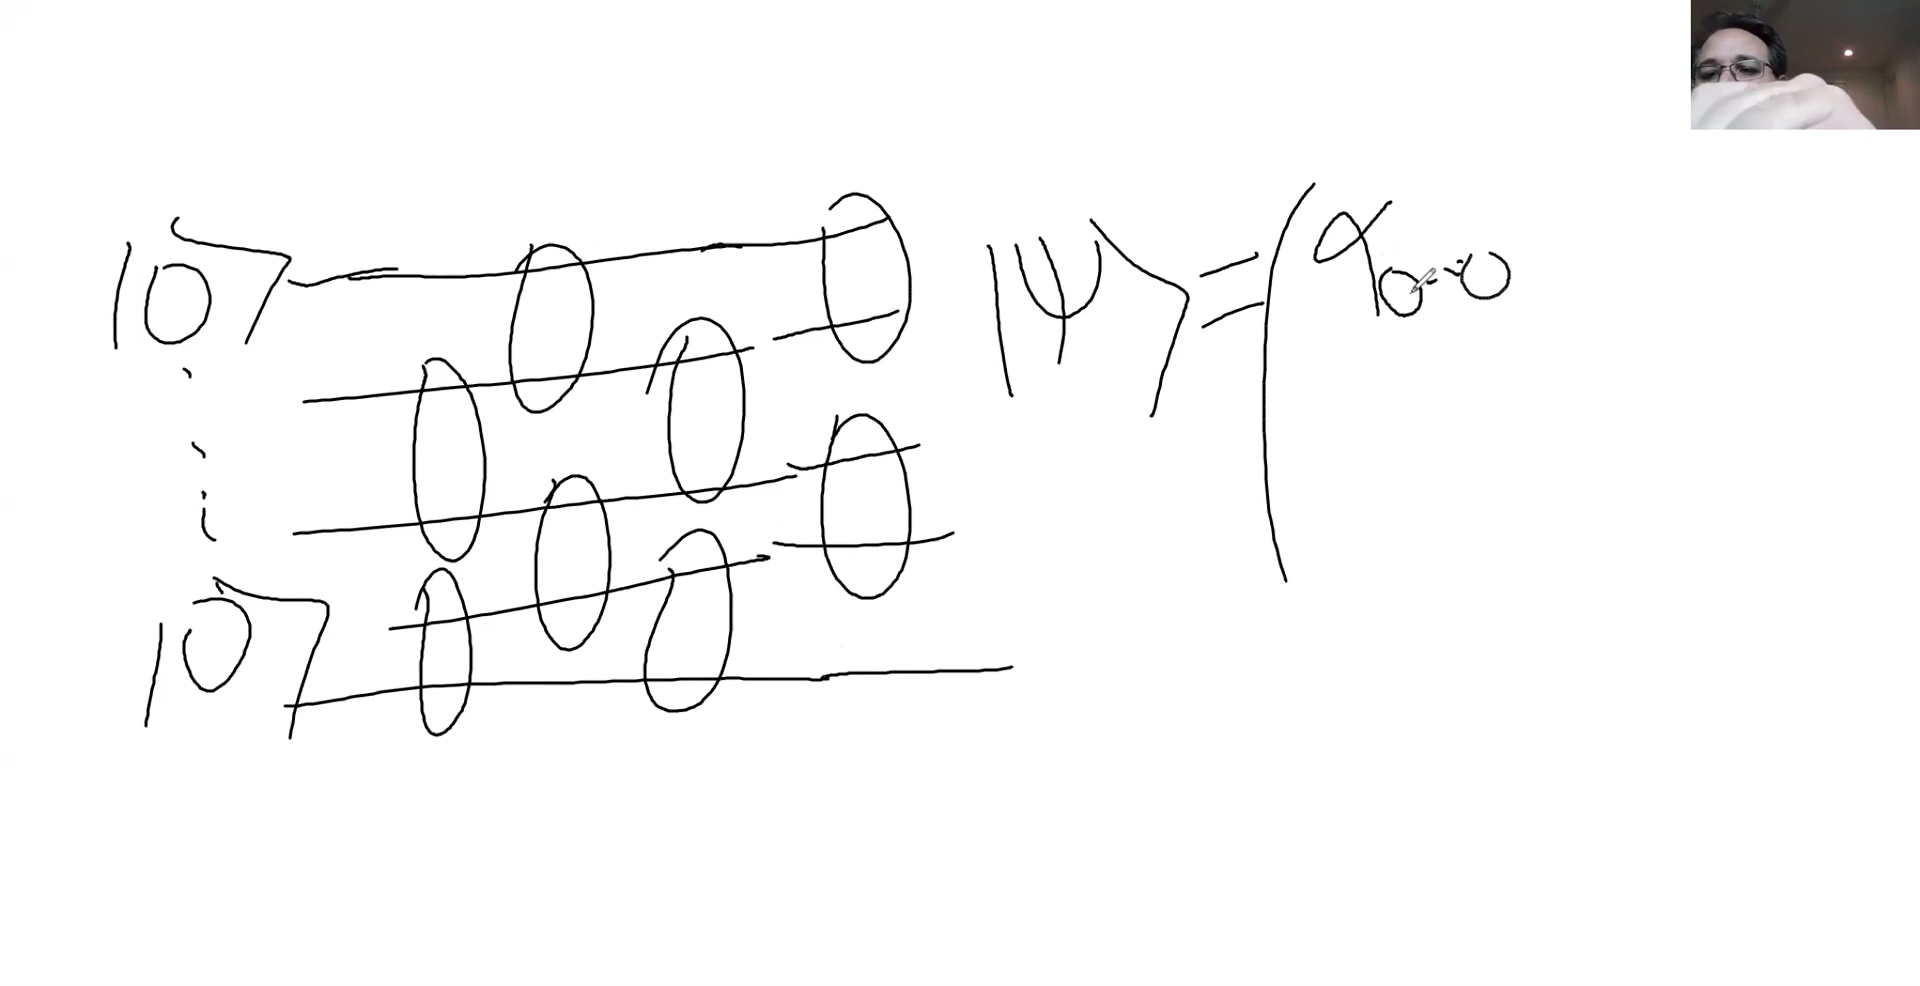 |0⟩ |ψ⟩ = ( α0--0
⋮
|0⟩